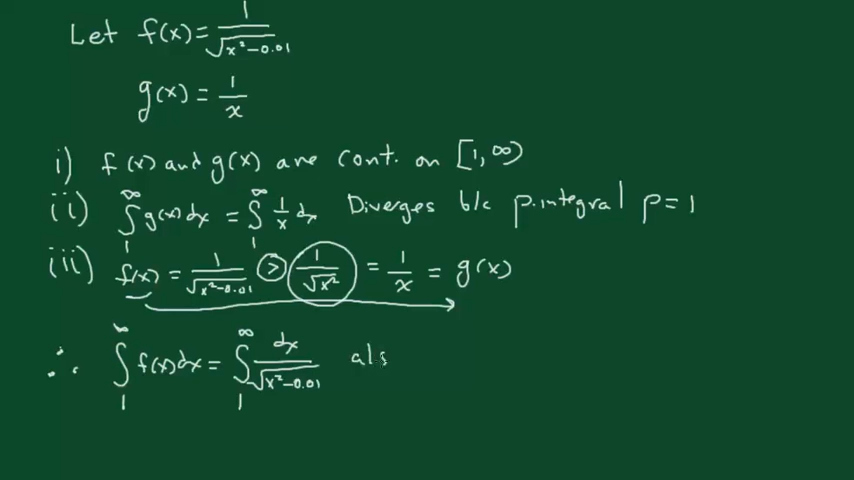 Let f(x) = 1/√(x²-0.01)
g(x) = 1/x
i) f(x) and g(x) are cont. on [1, ∞)
ii) ∫₁^∞ g(x)dx = ∫₁^∞ 1/x dx Diverges b/c p.integral p = 1
iii) f(x) = 1/√(x²-0.01) > 1/√x² = 1/x = g(x)
∴ ∫₁^∞ f(x)dx = ∫₁^∞ dx/√(x²-0.01) als